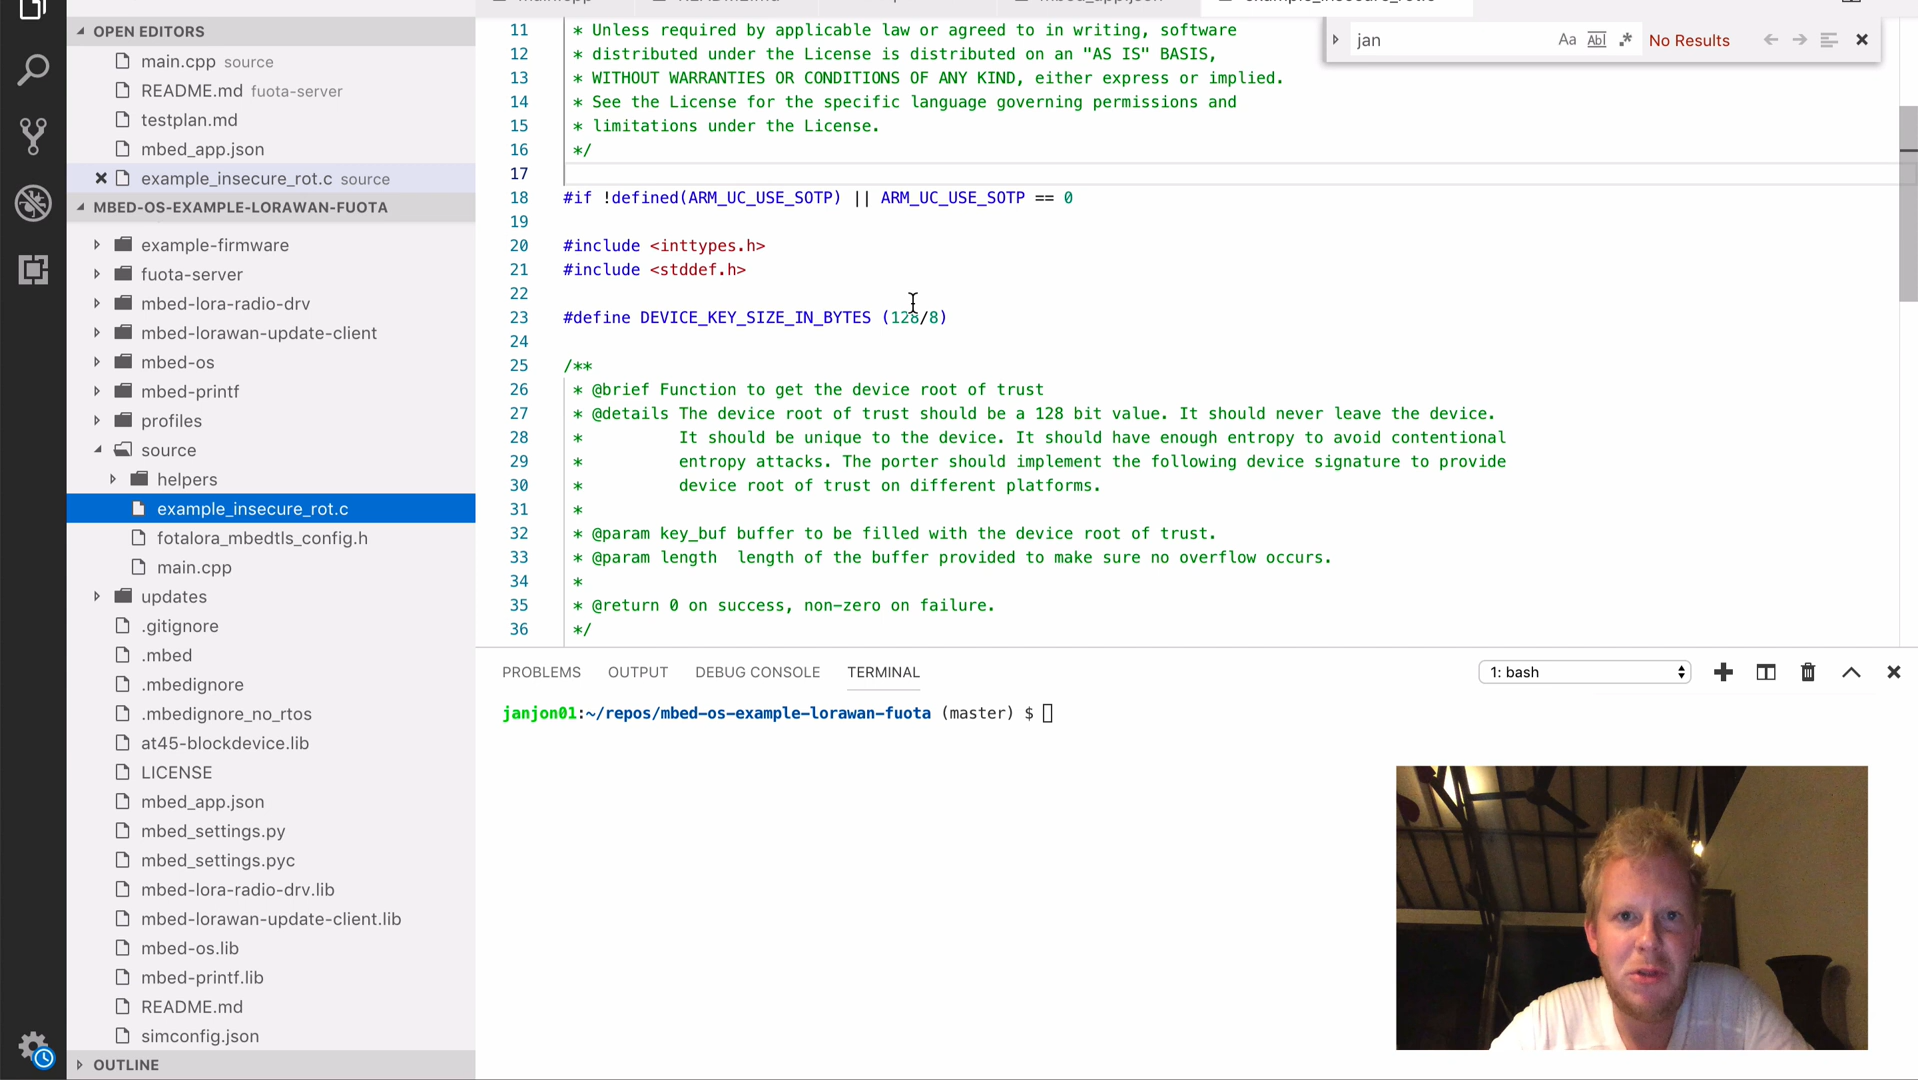 OPEN EDITORS
main.cpp source
README.md fuota-server
testplan.md
mbed_app.json
example_insecure_rot.c source
MBED-OS-EXAMPLE-LORAWAN-FUOTA
example-firmware
fuota-server
mbed-lora-radio-drv
mbed-lorawan-update-client
mbed-os
mbed-printf
profiles
source
helpers
example_insecure_rot.c
fotalora_mbedtls_config.h
main.cpp
updates
.gitignore
.mbed
.mbedignore
.mbedignore_no_rtos
at45-blockdevice.lib
LICENSE
mbed_app.json
mbed_settings.py
mbed_settings.pyc
mbed-lora-radio-drv.lib
mbed-lorawan-update-client.lib
mbed-os.lib
mbed-printf.lib
README.md
simconfig.json
OUTLINE
jan Aa Abl .* No Results
11 * Unless required by applicable law or agreed to in writing, software
12 * distributed under the License is distributed on an "AS IS" BASIS,
13 * WITHOUT WARRANTIES OR CONDITIONS OF ANY KIND, either express or implied.
14 * See the License for the specific language governing permissions and
15 * limitations under the License.
16 */
17
18 #if !defined(ARM_UC_USE_SOTP) || ARM_UC_USE_SOTP == 0
19
20 #include <inttypes.h>
21 #include <stddef.h>
22
23 #define DEVICE_KEY_SIZE_IN_BYTES (128/8)
24
25 /**
26 * @brief Function to get the device root of trust
27 * @details The device root of trust should be a 128 bit value. It should never leave the device.
28 * It should be unique to the device. It should have enough entropy to avoid contentional
29 * entropy attacks. The porter should implement the following device signature to provide
30 * device root of trust on different platforms.
31 *
32 * @param key_buf buffer to be filled with the device root of trust.
33 * @param length length of the buffer provided to make sure no overflow occurs.
34 *
35 * @return 0 on success, non-zero on failure.
36 */
PROBLEMS OUTPUT DEBUG CONSOLE TERMINAL 1: bash
janjon01:~/repos/mbed-os-example-lorawan-fuota (master) $